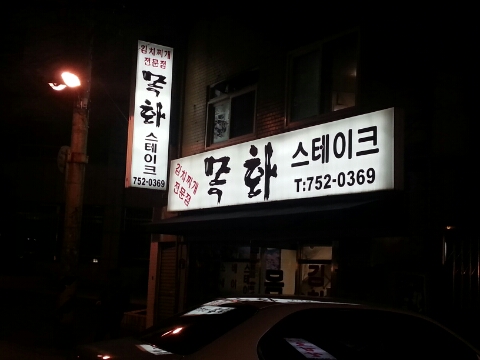 김치찌개
전문점
목화
스테이크
752-0369
김치찌개
전문점
목화
스테이크
T:752-0369